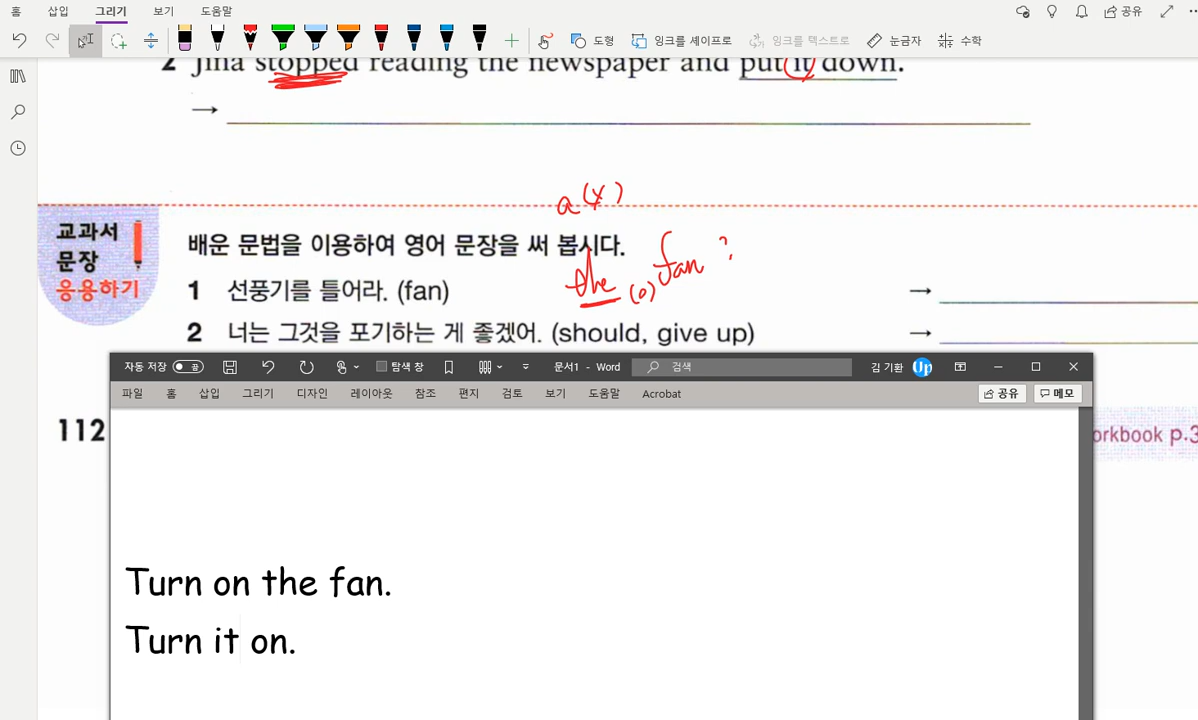 홈 삽입 그리기 보기 도움말 공유
도형 잉크를 셰이프로 잉크를 텍스트로 눈금자 수학
2 Jina stopped reading the newspaper and put it down.
→
a (x)
교과서
문장
응용하기
배운 문법을 이용하여 영어 문장을 써 봅시다.
the (o) fan ?
1 선풍기를 틀어라. (fan) →
2 너는 그것을 포기하는 게 좋겠어. (should, give up) →
자동 저장 끔 탐색 창 문서1 - Word 검색 김 기환 Up
파일 홈 삽입 그리기 디자인 레이아웃 참조 편지 검토 보기 도움말 Acrobat 공유 메모
112
orkbook p.3
Turn on the fan.
Turn it on.